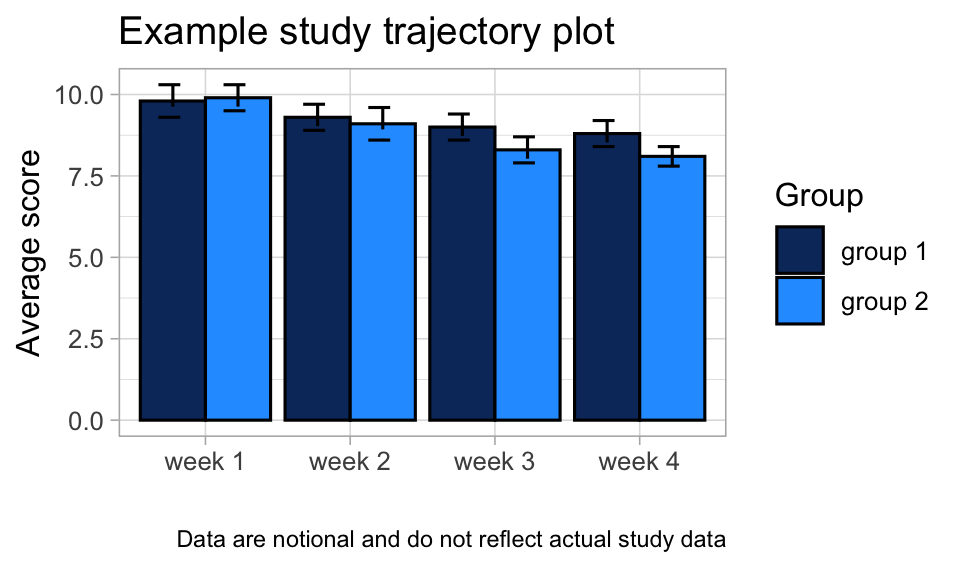 Example study trajectory plot
Average score
10.0
7.5
5.0
2.5
0.0
week 1 week 2 week 3 week 4
Group
group 1
group 2
Data are notional and do not reflect actual study data